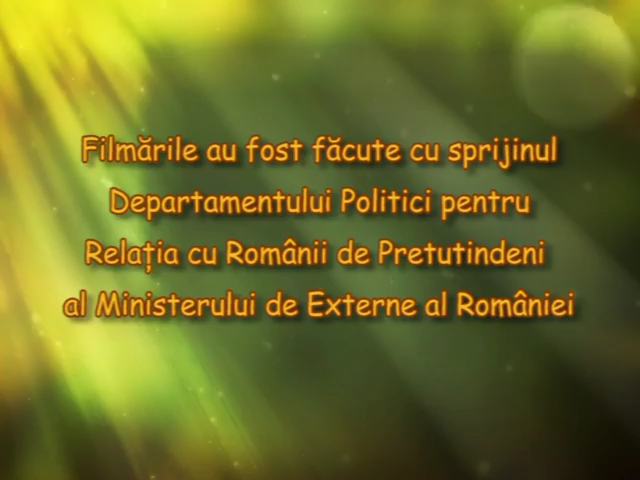 Filmările au fost făcute cu sprijinul
Departamentului Politici pentru
Relația cu Românii de Pretutindeni
al Ministerului de Externe al României